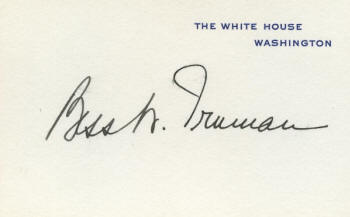 THE WHITE HOUSE
WASHINGTON
Bess W. Truman